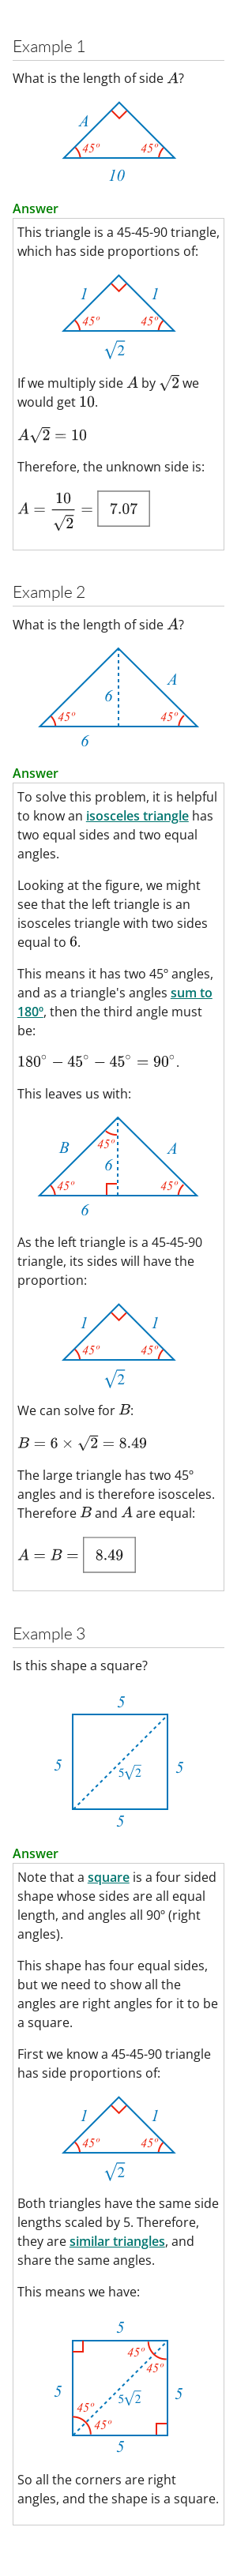 Example 1
What is the length of side A?
A
45°
45°
10
Answer
This triangle is a 45-45-90 triangle,
which has side proportions of:
1
1
45°
45°
√2
If we multiply side A by √2 we
would get 10.
A√2 = 10
Therefore, the unknown side is:
A = 10/√2 = 7.07
Example 2
What is the length of side A?
A
6
45°
45°
6
Answer
To solve this problem, it is helpful
to know an isosceles triangle has
two equal sides and two equal
angles.
Looking at the figure, we might
see that the left triangle is an
isosceles triangle with two sides
equal to 6.
This means it has two 45° angles,
and as a triangle's angles sum to
180°, then the third angle must
be:
180° − 45° − 45° = 90°.
This leaves us with:
B
45°
A
6
45°
45°
6
As the left triangle is a 45-45-90
triangle, its sides will have the
proportion:
1
1
45°
45°
√2
We can solve for B:
B = 6 × √2 = 8.49
The large triangle has two 45°
angles and is therefore isosceles.
Therefore B and A are equal:
A = B = 8.49
Example 3
Is this shape a square?
5
5
5√2
5
5
Answer
Note that a square is a four sided
shape whose sides are all equal
length, and angles all 90° (right
angles).
This shape has four equal sides,
but we need to show all the
angles are right angles for it to be
a square.
First we know a 45-45-90 triangle
has side proportions of:
1
1
45°
45°
√2
Both triangles have the same side
lengths scaled by 5. Therefore,
they are similar triangles, and
share the same angles.
This means we have:
5
45°
45°
5
5√2
5
45°
45°
5
So all the corners are right
angles, and the shape is a square.